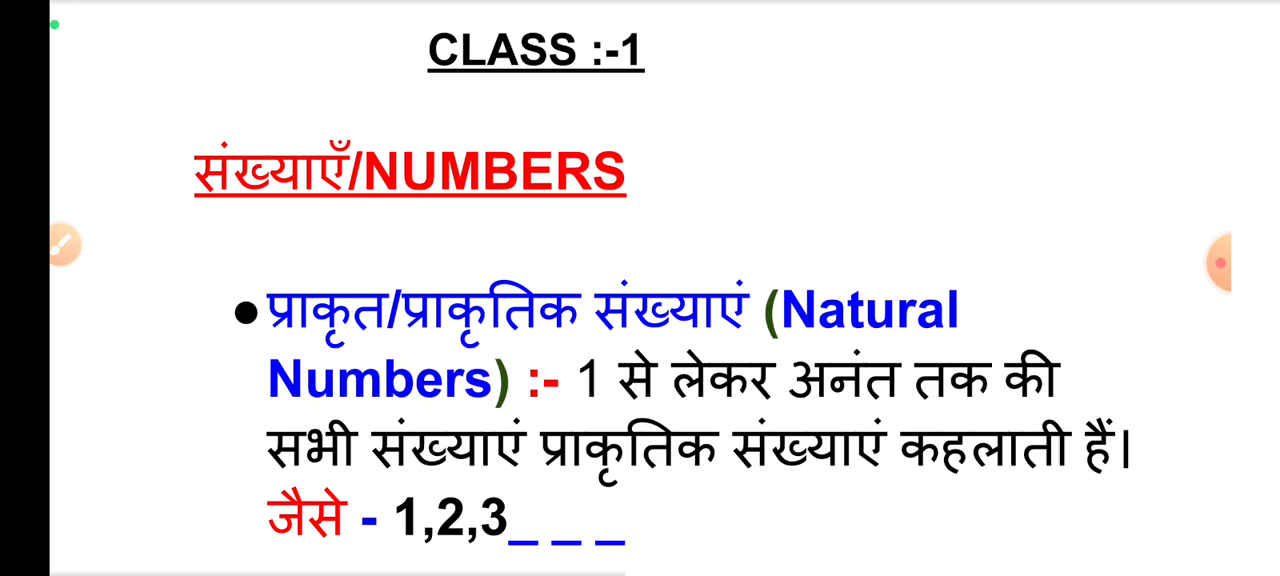 CLASS :-1
संख्याएँ/NUMBERS
●प्राकृत/प्राकृतिक संख्याएं (Natural
Numbers) :- 1 से लेकर अनंत तक की
सभी संख्याएं प्राकृतिक संख्याएं कहलाती हैं।
जैसे - 1,2,3_ _ _